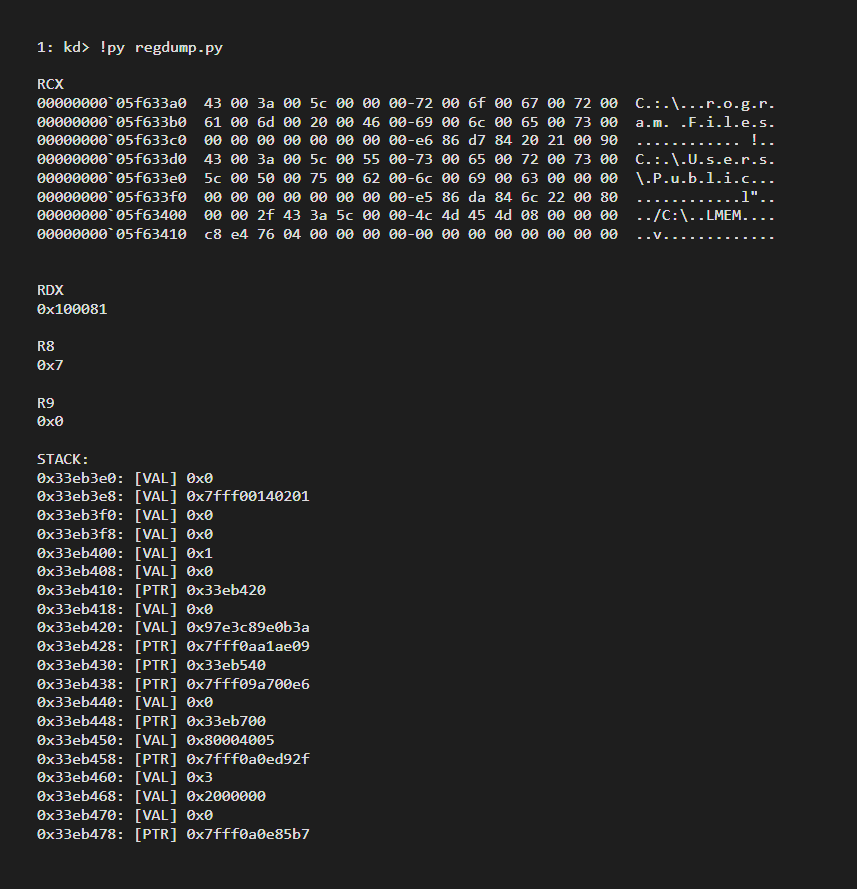 1: kd> !py regdump.py
RCX
00000000`05f633a0  43 00 3a 00 5c 00 00 00-72 00 6f 00 67 00 72 00  C.:.\...r.o.g.r.
00000000`05f633b0  61 00 6d 00 20 00 46 00-69 00 6c 00 65 00 73 00  a.m. .F.i.l.e.s.
00000000`05f633c0  00 00 00 00 00 00 00 00-e6 86 d7 84 20 21 00 90  ............ !..
00000000`05f633d0  43 00 3a 00 5c 00 55 00-73 00 65 00 72 00 73 00  C.:.\.U.s.e.r.s.
00000000`05f633e0  5c 00 50 00 75 00 62 00-6c 00 69 00 63 00 00 00  \.P.u.b.l.i.c...
00000000`05f633f0  00 00 00 00 00 00 00 00-e5 86 da 84 6c 22 00 80  ............l"..
00000000`05f63400  00 00 2f 43 3a 5c 00 00-4c 4d 45 4d 08 00 00 00  ../C:\..LMEM....
00000000`05f63410  c8 e4 76 04 00 00 00 00-00 00 00 00 00 00 00 00  ..v.............
RDX
0x100081
R8
0x7
R9
0x0
STACK:
0x33eb3e0: [VAL] 0x0
0x33eb3e8: [VAL] 0x7fff00140201
0x33eb3f0: [VAL] 0x0
0x33eb3f8: [VAL] 0x0
0x33eb400: [VAL] 0x1
0x33eb408: [VAL] 0x0
0x33eb410: [PTR] 0x33eb420
0x33eb418: [VAL] 0x0
0x33eb420: [VAL] 0x97e3c89e0b3a
0x33eb428: [PTR] 0x7fff0aa1ae09
0x33eb430: [PTR] 0x33eb540
0x33eb438: [PTR] 0x7fff09a700e6
0x33eb440: [VAL] 0x0
0x33eb448: [PTR] 0x33eb700
0x33eb450: [VAL] 0x80004005
0x33eb458: [PTR] 0x7fff0a0ed92f
0x33eb460: [VAL] 0x3
0x33eb468: [VAL] 0x2000000
0x33eb470: [VAL] 0x0
0x33eb478: [PTR] 0x7fff0a0e85b7